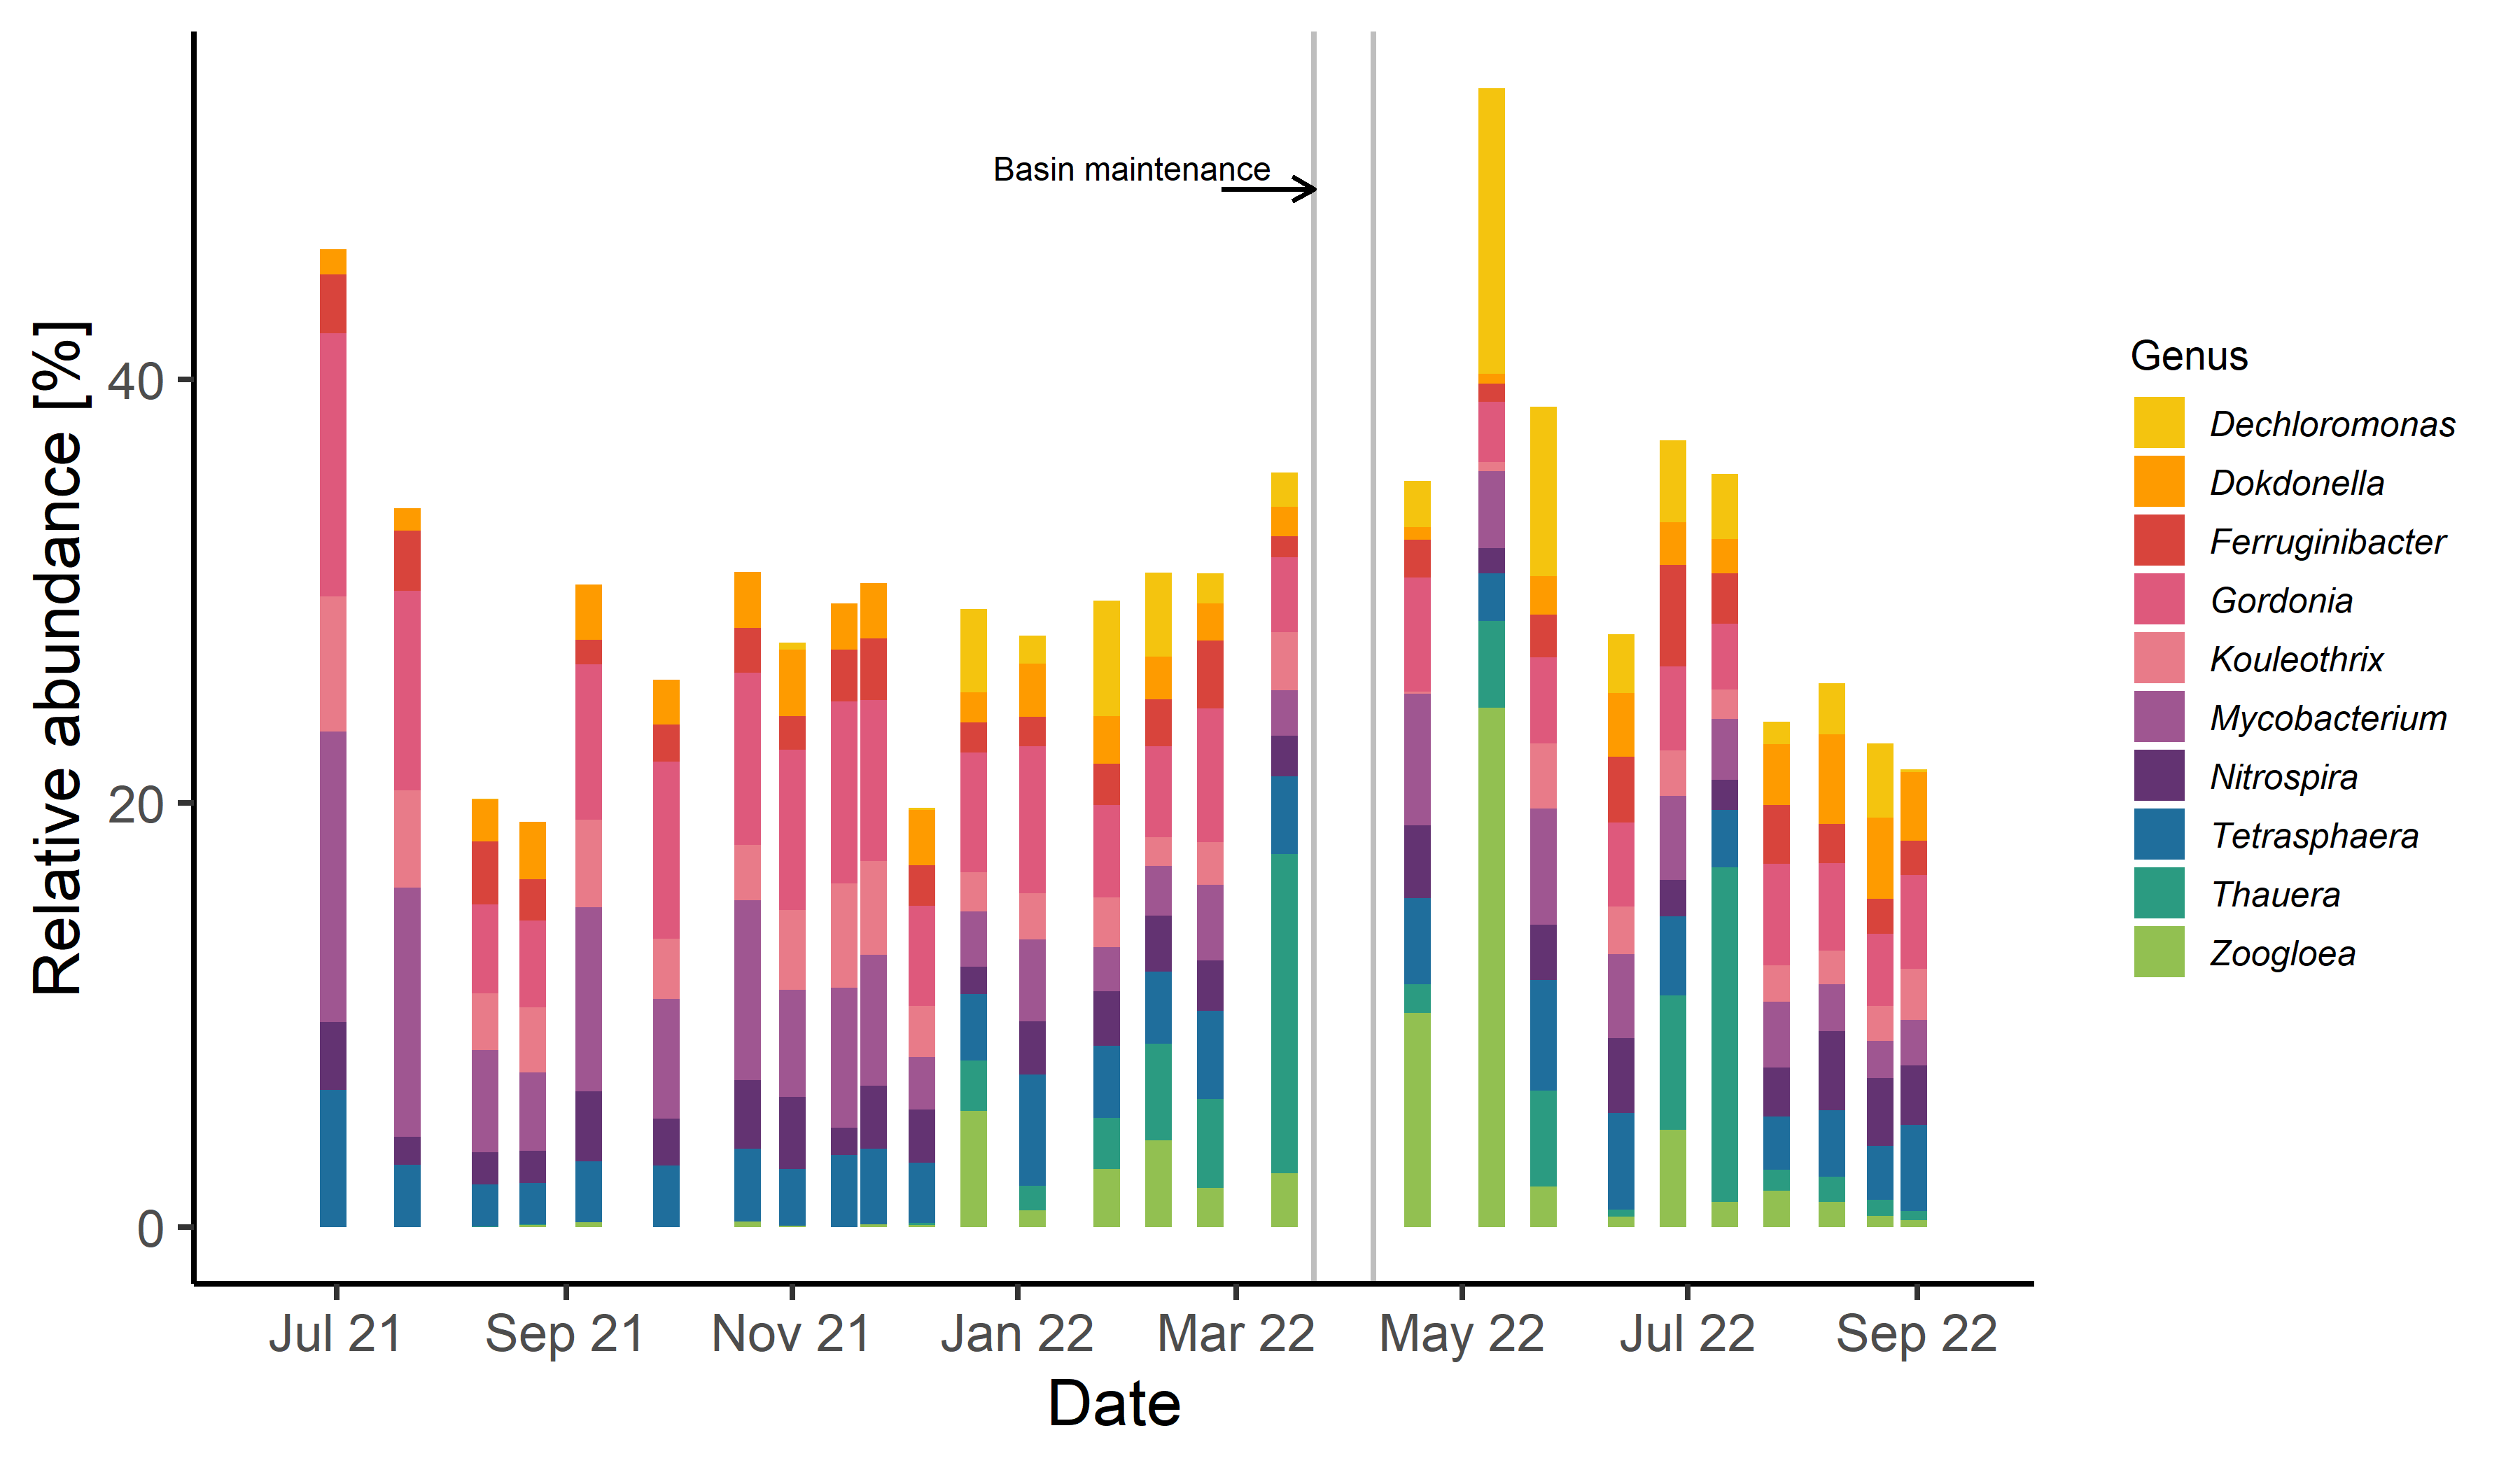 Relative abundance [%]
40
20
0
Basin maintenance
Jul 21
Sep 21
Nov 21
Jan 22
Mar 22
May 22
Jul 22
Sep 22
Date
Genus
Dechloromonas
Dokdonella
Ferruginibacter
Gordonia
Kouleothrix
Mycobacterium
Nitrospira
Tetrasphaera
Thauera
Zoogloea